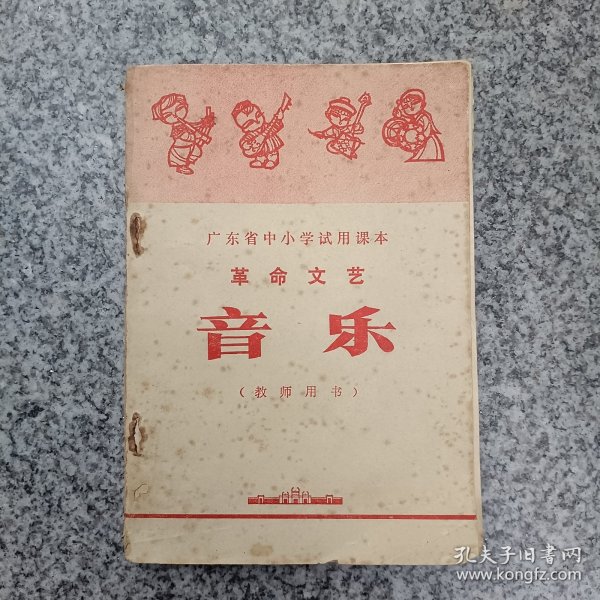 广东省中小学试用课本
革命文艺
音乐
（教师用书）
孔夫子旧书网
www.kongfz.com